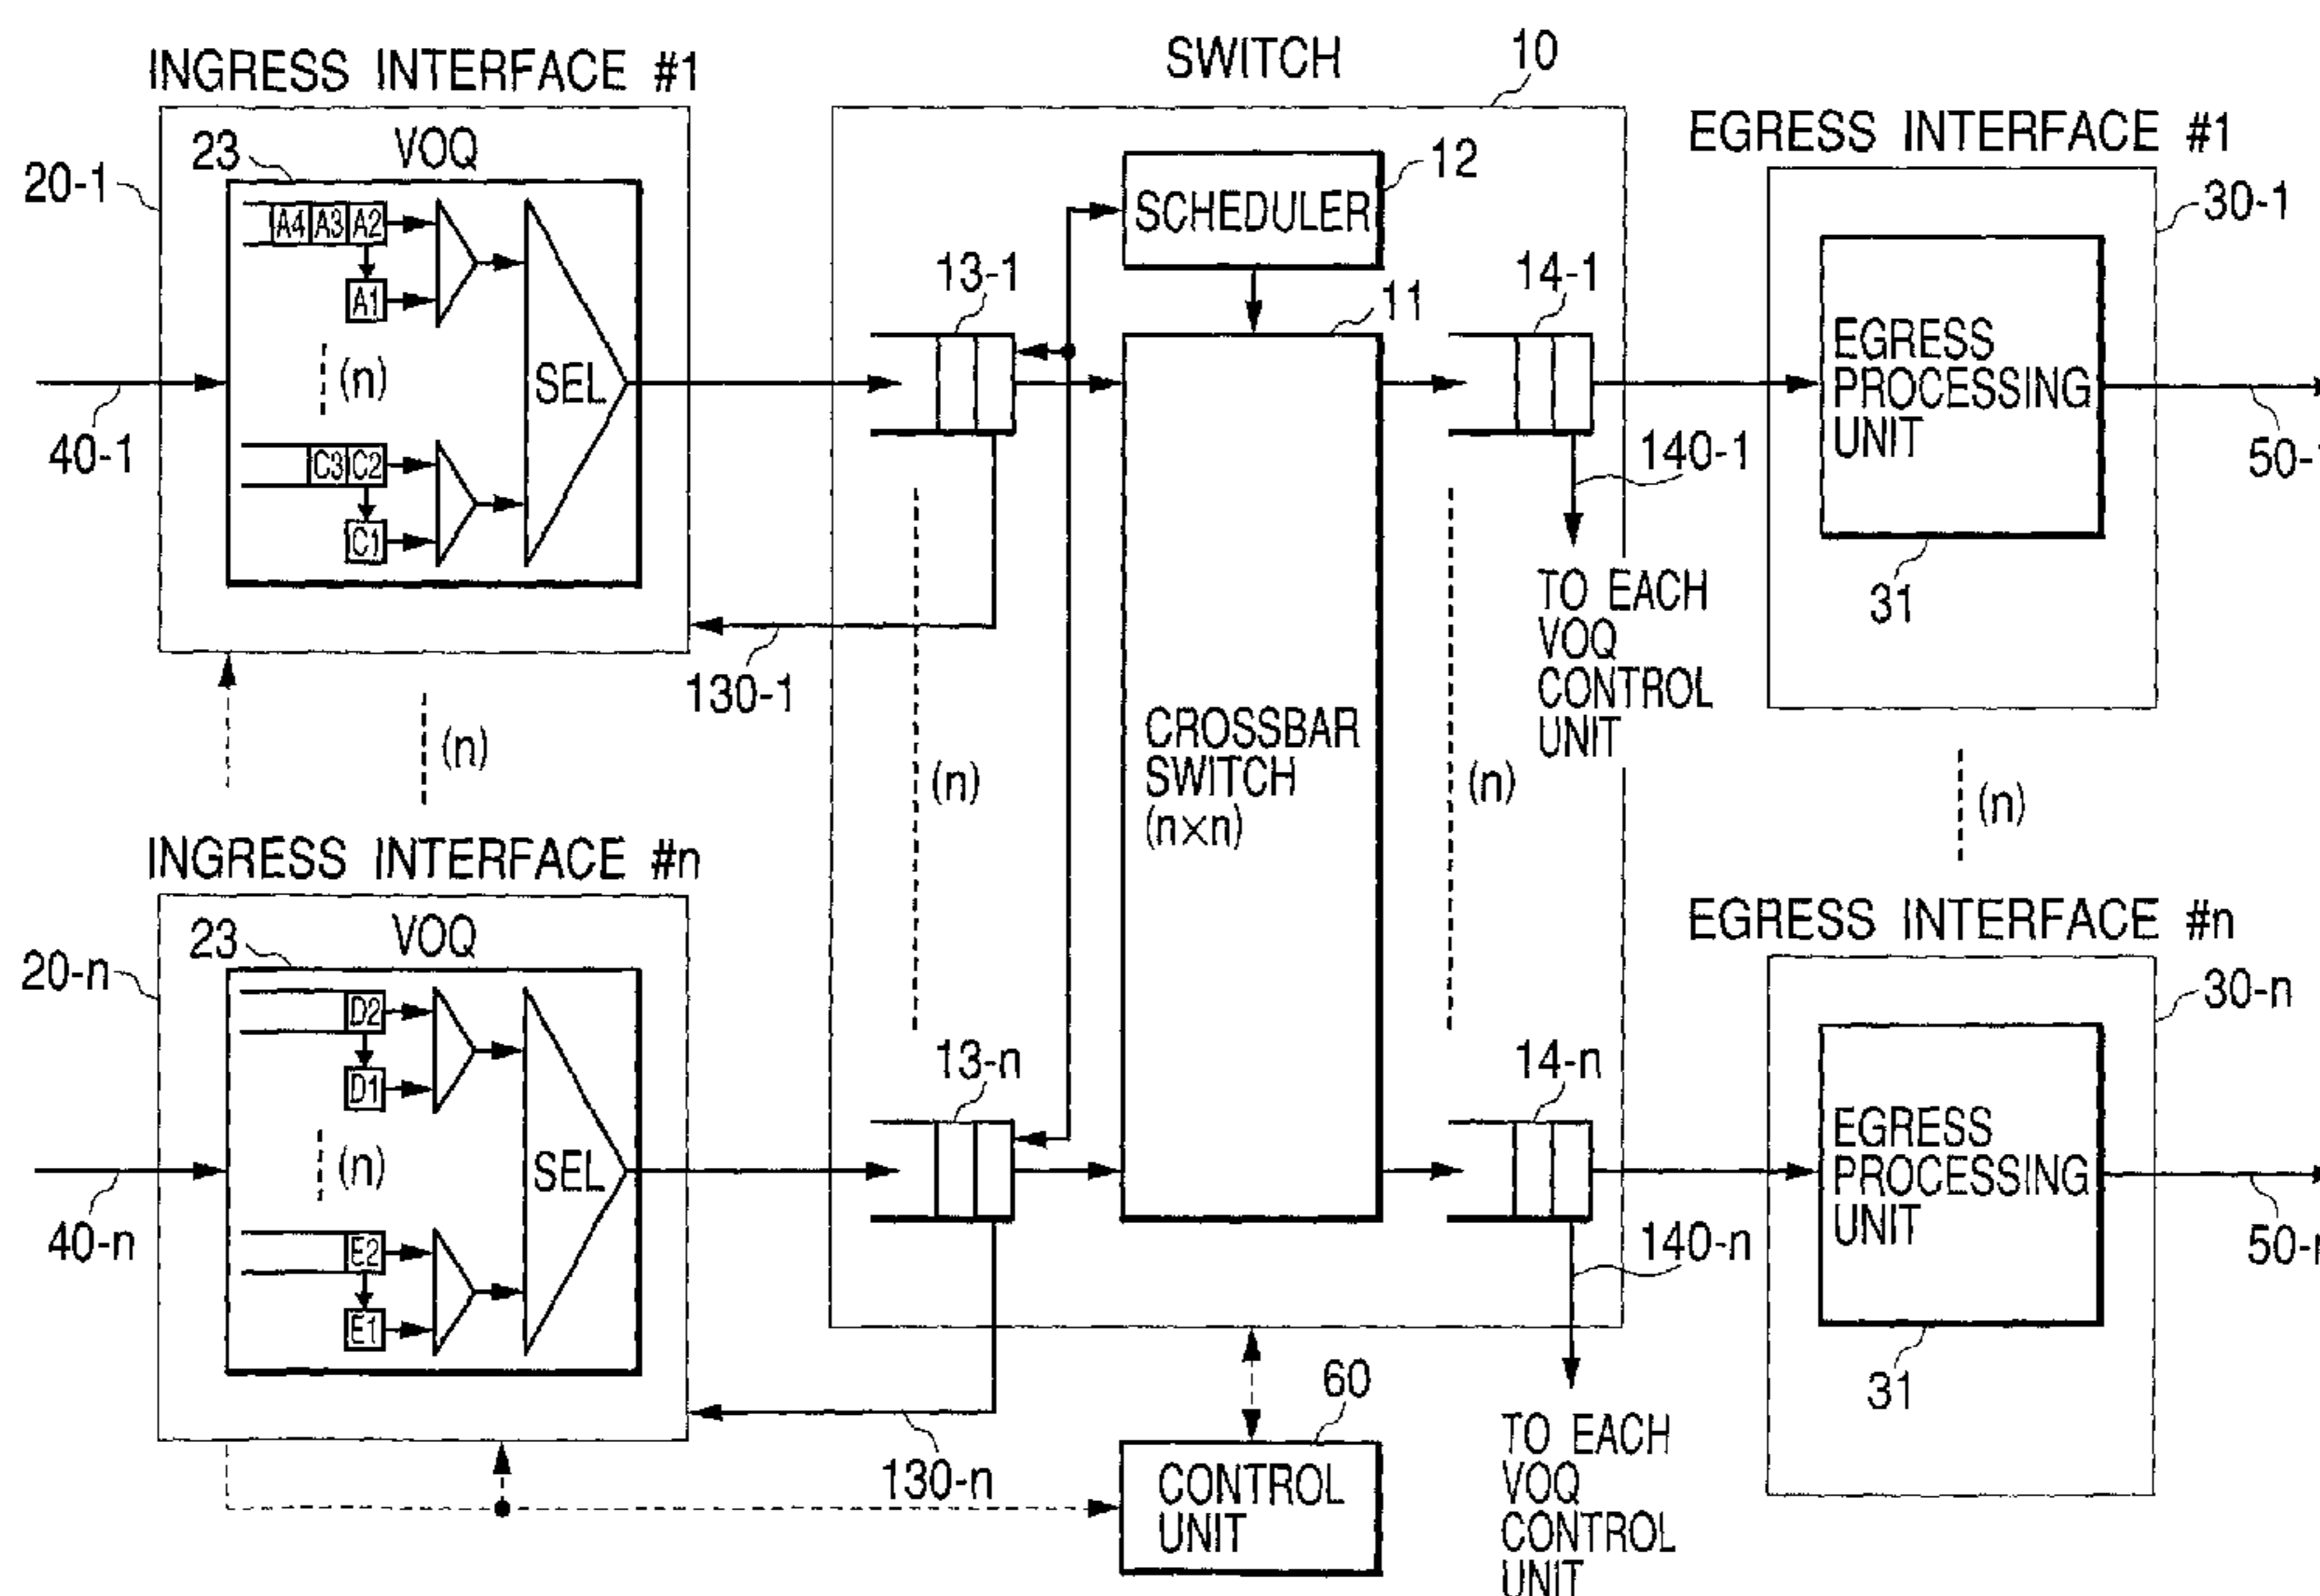 INGRESS INTERFACE #1
SWITCH
10
EGRESS INTERFACE #1
23
VOQ
20-1
A4 A3 A2
A1
(n)
SEL
C3 C2
C1
40-1
130-1
SCHEDULER
12
13-1
11
14-1
140-1
TO EACH
VOQ
CONTROL
UNIT
30-1
EGRESS
PROCESSING
UNIT
50-1
31
(n)
(n)
CROSSBAR
SWITCH
(n×n)
(n)
(n)
INGRESS INTERFACE #n
EGRESS INTERFACE #n
23
VOQ
20-n
D2
D1
(n)
SEL
E2
E1
40-n
130-n
13-n
14-n
140-n
30-n
EGRESS
PROCESSING
UNIT
50-n
31
60
CONTROL
UNIT
TO EACH
VOQ
CONTROL
UNIT